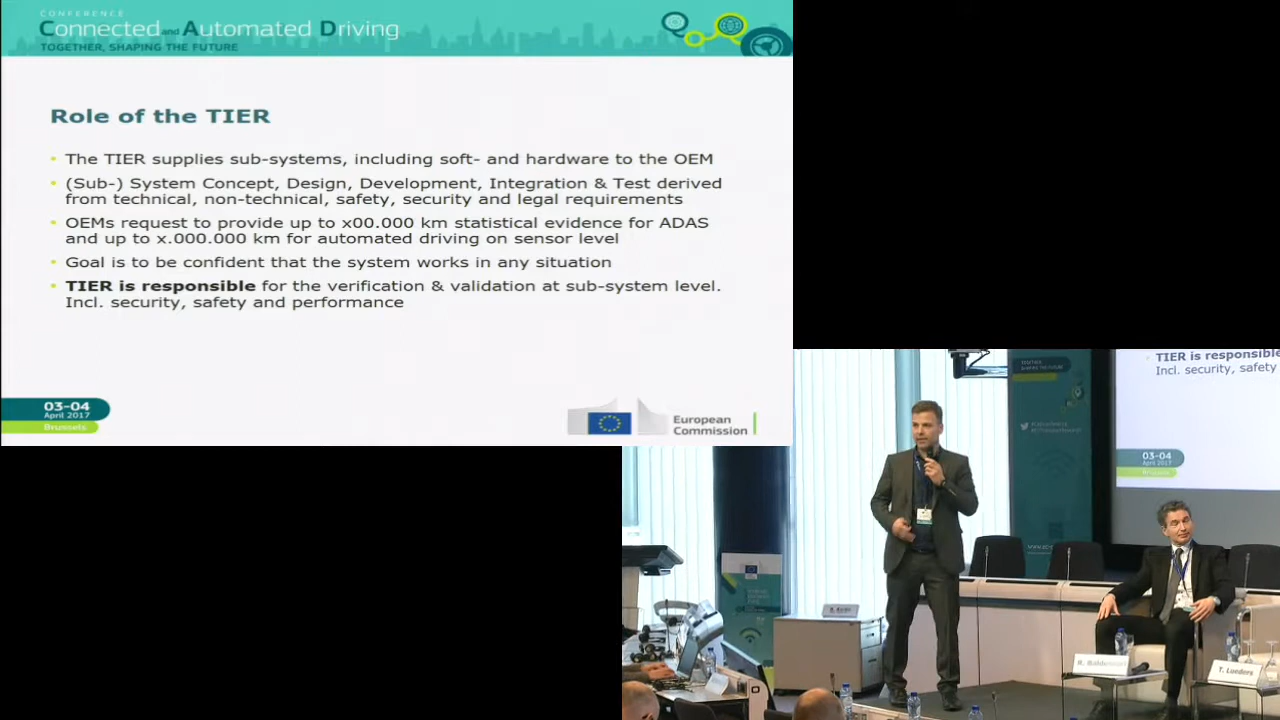 CONFERENCE
Connected and Automated Driving
TOGETHER, SHAPING THE FUTURE
Role of the TIER
• The TIER supplies sub-systems, including soft- and hardware to the OEM
• (Sub-) System Concept, Design, Development, Integration & Test derived
from technical, non-technical, safety, security and legal requirements
• OEMs request to provide up to x00.000 km statistical evidence for ADAS
and up to x.000.000 km for automated driving on sensor level
• Goal is to be confident that the system works in any situation
• TIER is responsible for the verification & validation at sub-system level.
Incl. security, safety and performance
03-04
April 2017
Brussels
European
Commission
TIER is responsible
Incl. security, safety
03-04
April 2017
Brussels
T. Lueders